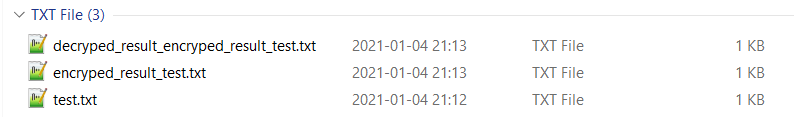 TXT File (3)
decryped_result_encryped_result_test.txt 2021-01-04 21:13 TXT File 1 KB
encryped_result_test.txt 2021-01-04 21:13 TXT File 1 KB
test.txt 2021-01-04 21:12 TXT File 1 KB